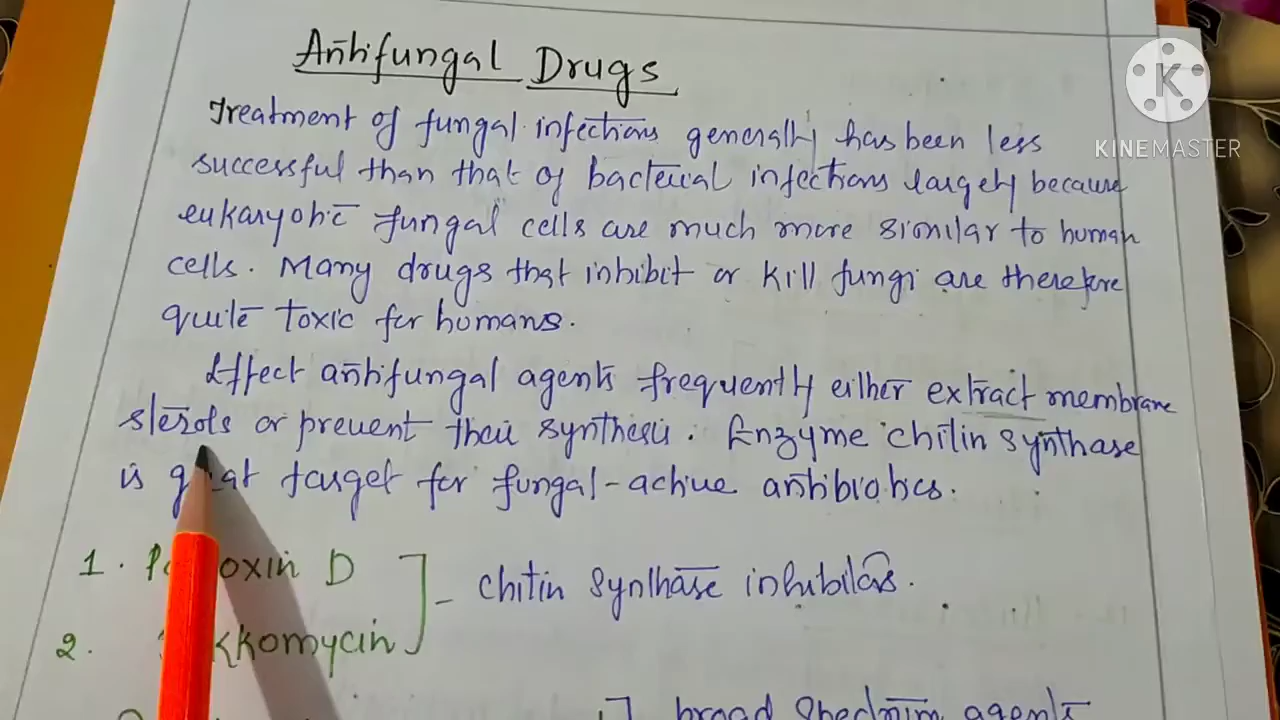 Antifungal Drugs
K
KINEMASTER
Treatment of fungal infections generally has been less
successful than that of bacterial infections largely because
eukaryotic fungal cells are much more similar to human
cells. Many drugs that inhibit or kill fungi are therefore
quite toxic for humans.
Effect antifungal agents frequently either extract membrane
sterols or prevent their synthesis. Enzyme chitin synthase
is great target for fungal-active antibiotics.
1. oxin D
- chitin synthase inhibitors.
2. kkomycin
broad spectrum agents